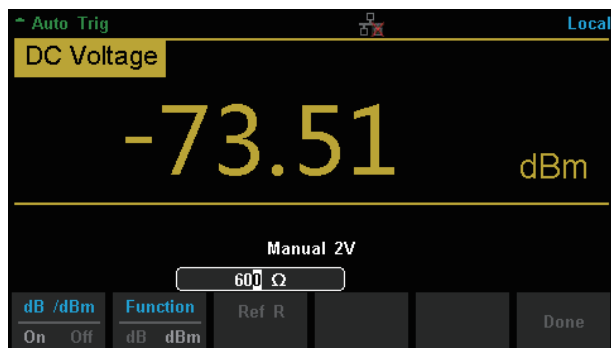 Auto Trig Local
DC Voltage
-73.51 dBm
Manual 2V
600 Ω
dB /dBm Function Ref R Done
On Off dB dBm